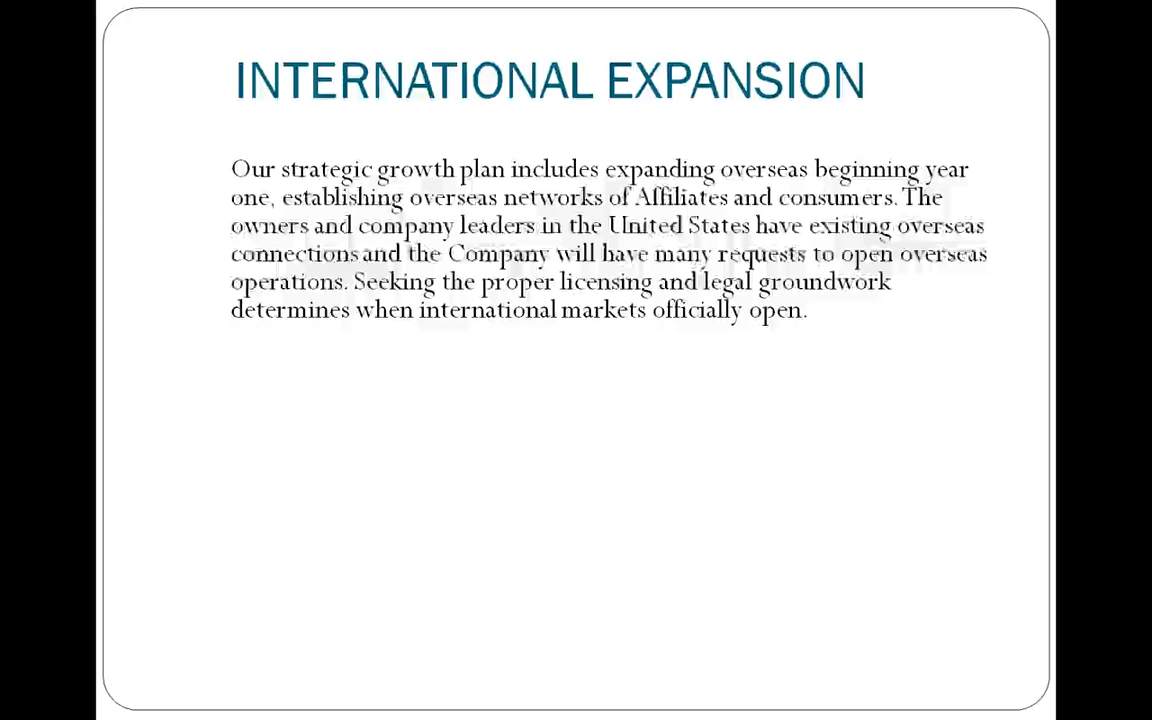 INTERNATIONAL EXPANSION
Our strategic growth plan includes expanding overseas beginning year
one, establishing overseas networks of Affiliates and consumers. The
owners and company leaders in the United States have existing overseas
connections and the Company will have many requests to open overseas
operations. Seeking the proper licensing and legal groundwork
determines when international markets officially open.